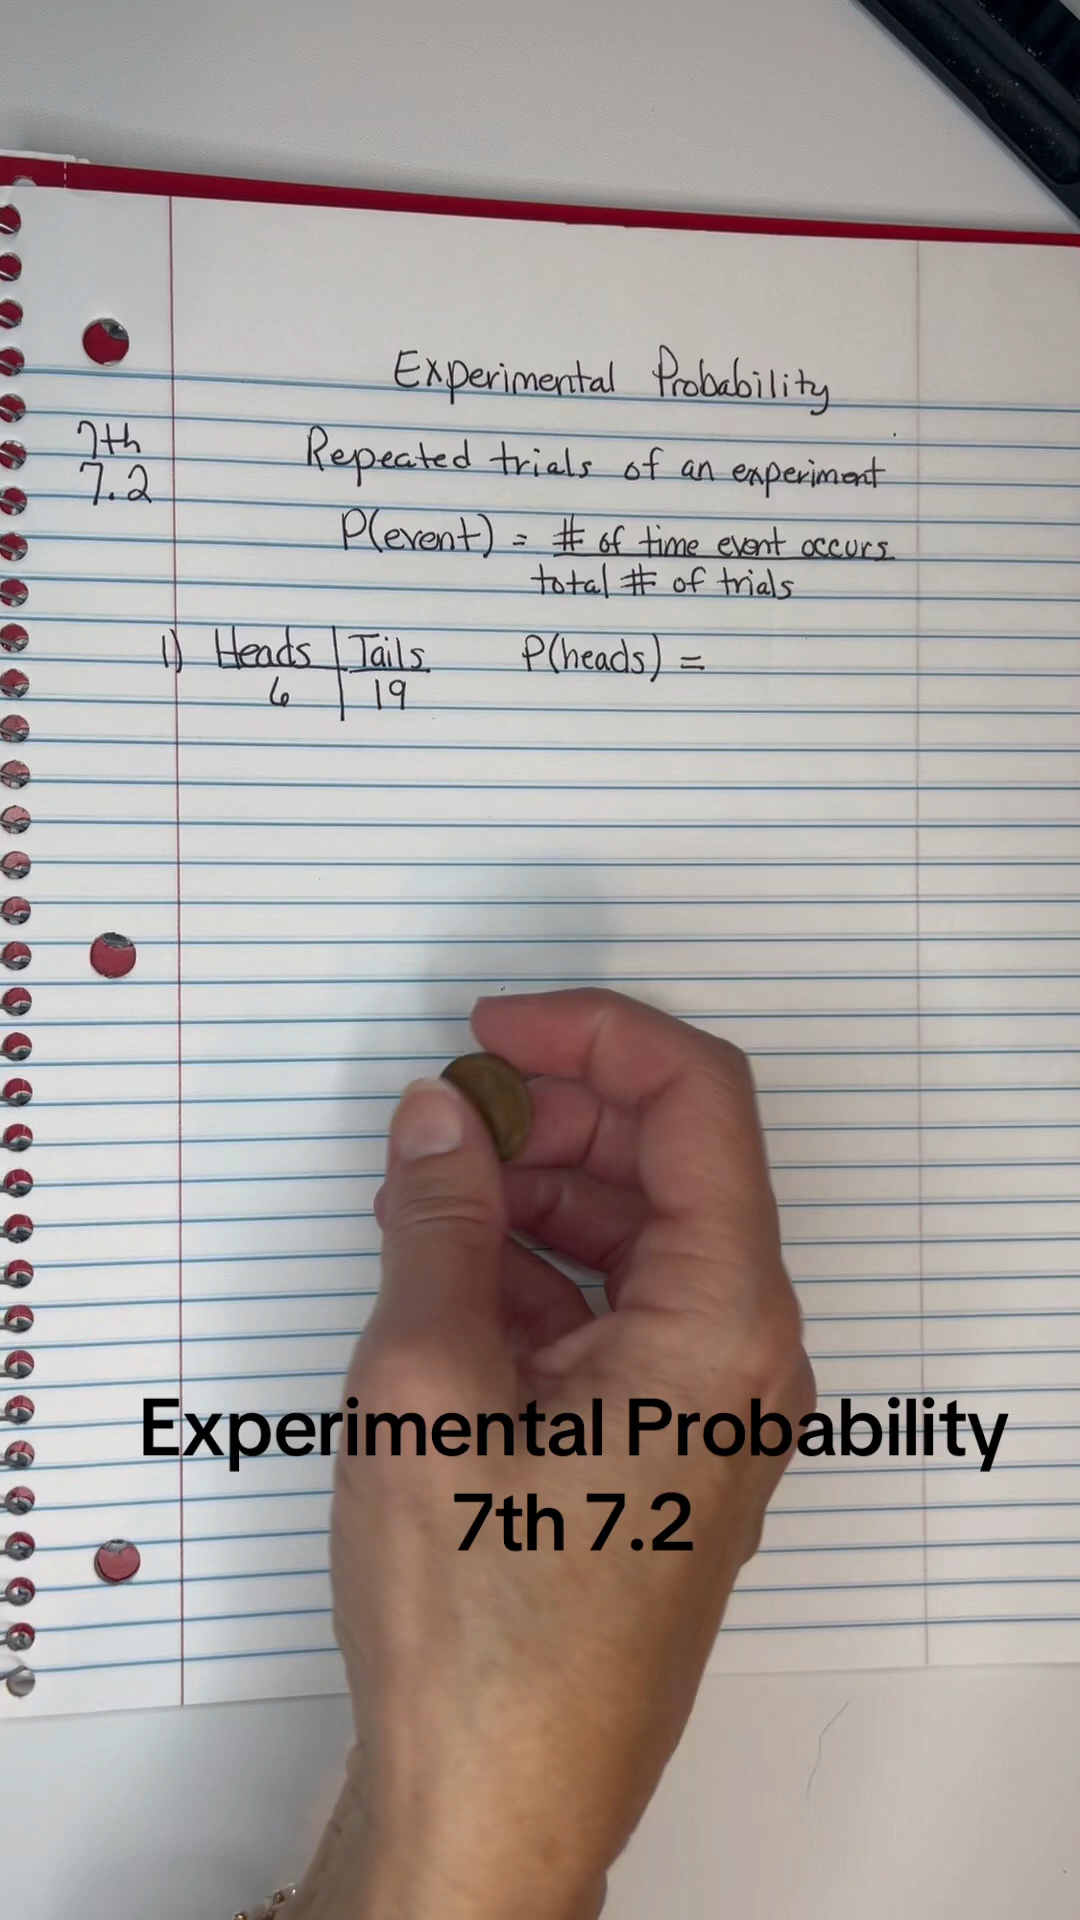 Experimental Probability
7th
7.2
Repeated trials of an experiment
P(event) = # of time event occurs
total # of trials
1) Heads | Tails P(heads) =
6 | 19
Experimental Probability
7th 7.2